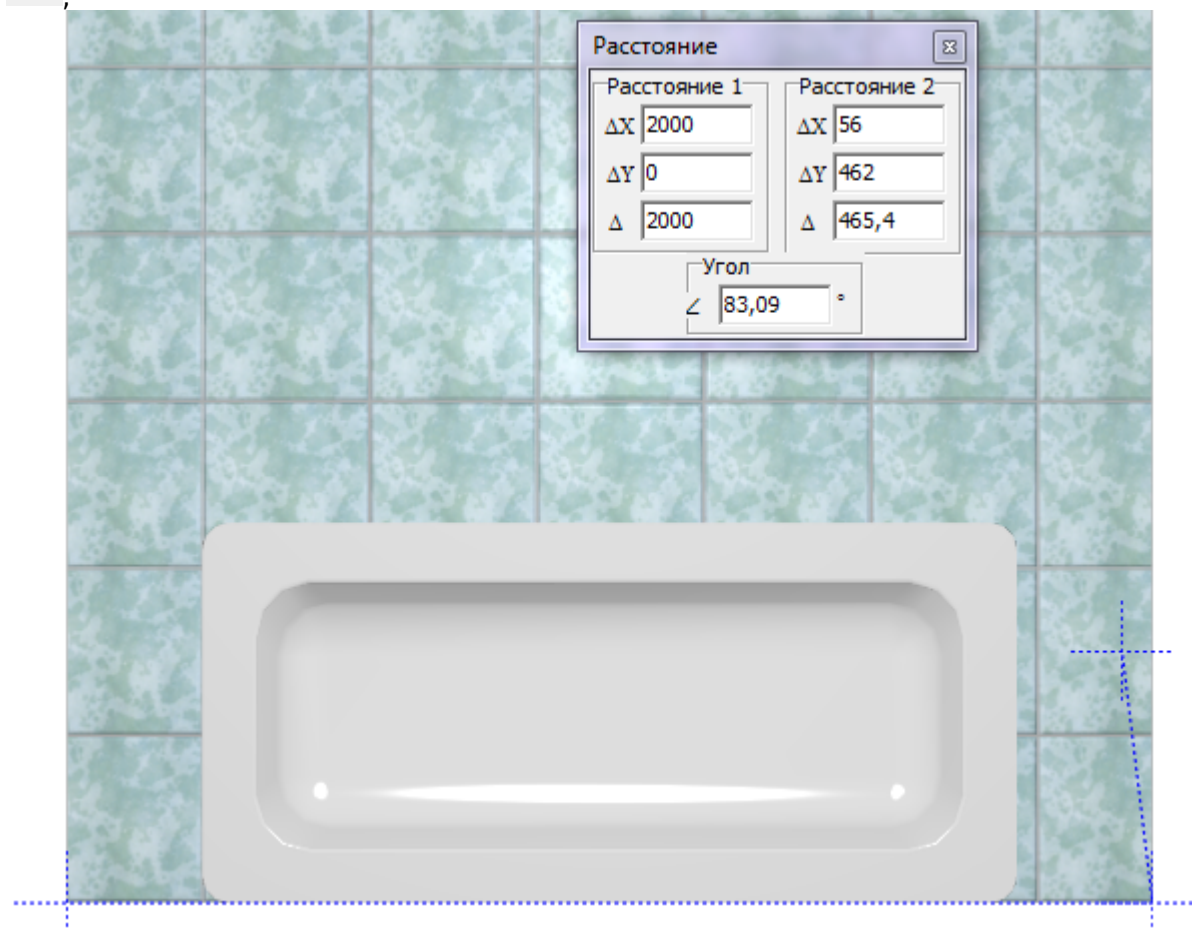 ,
Расстояние
Расстояние 1
Расстояние 2
ΔX 2000
ΔX 56
ΔY 0
ΔY 462
Δ 2000
Δ 465,4
Угол
∠ 83,09 °